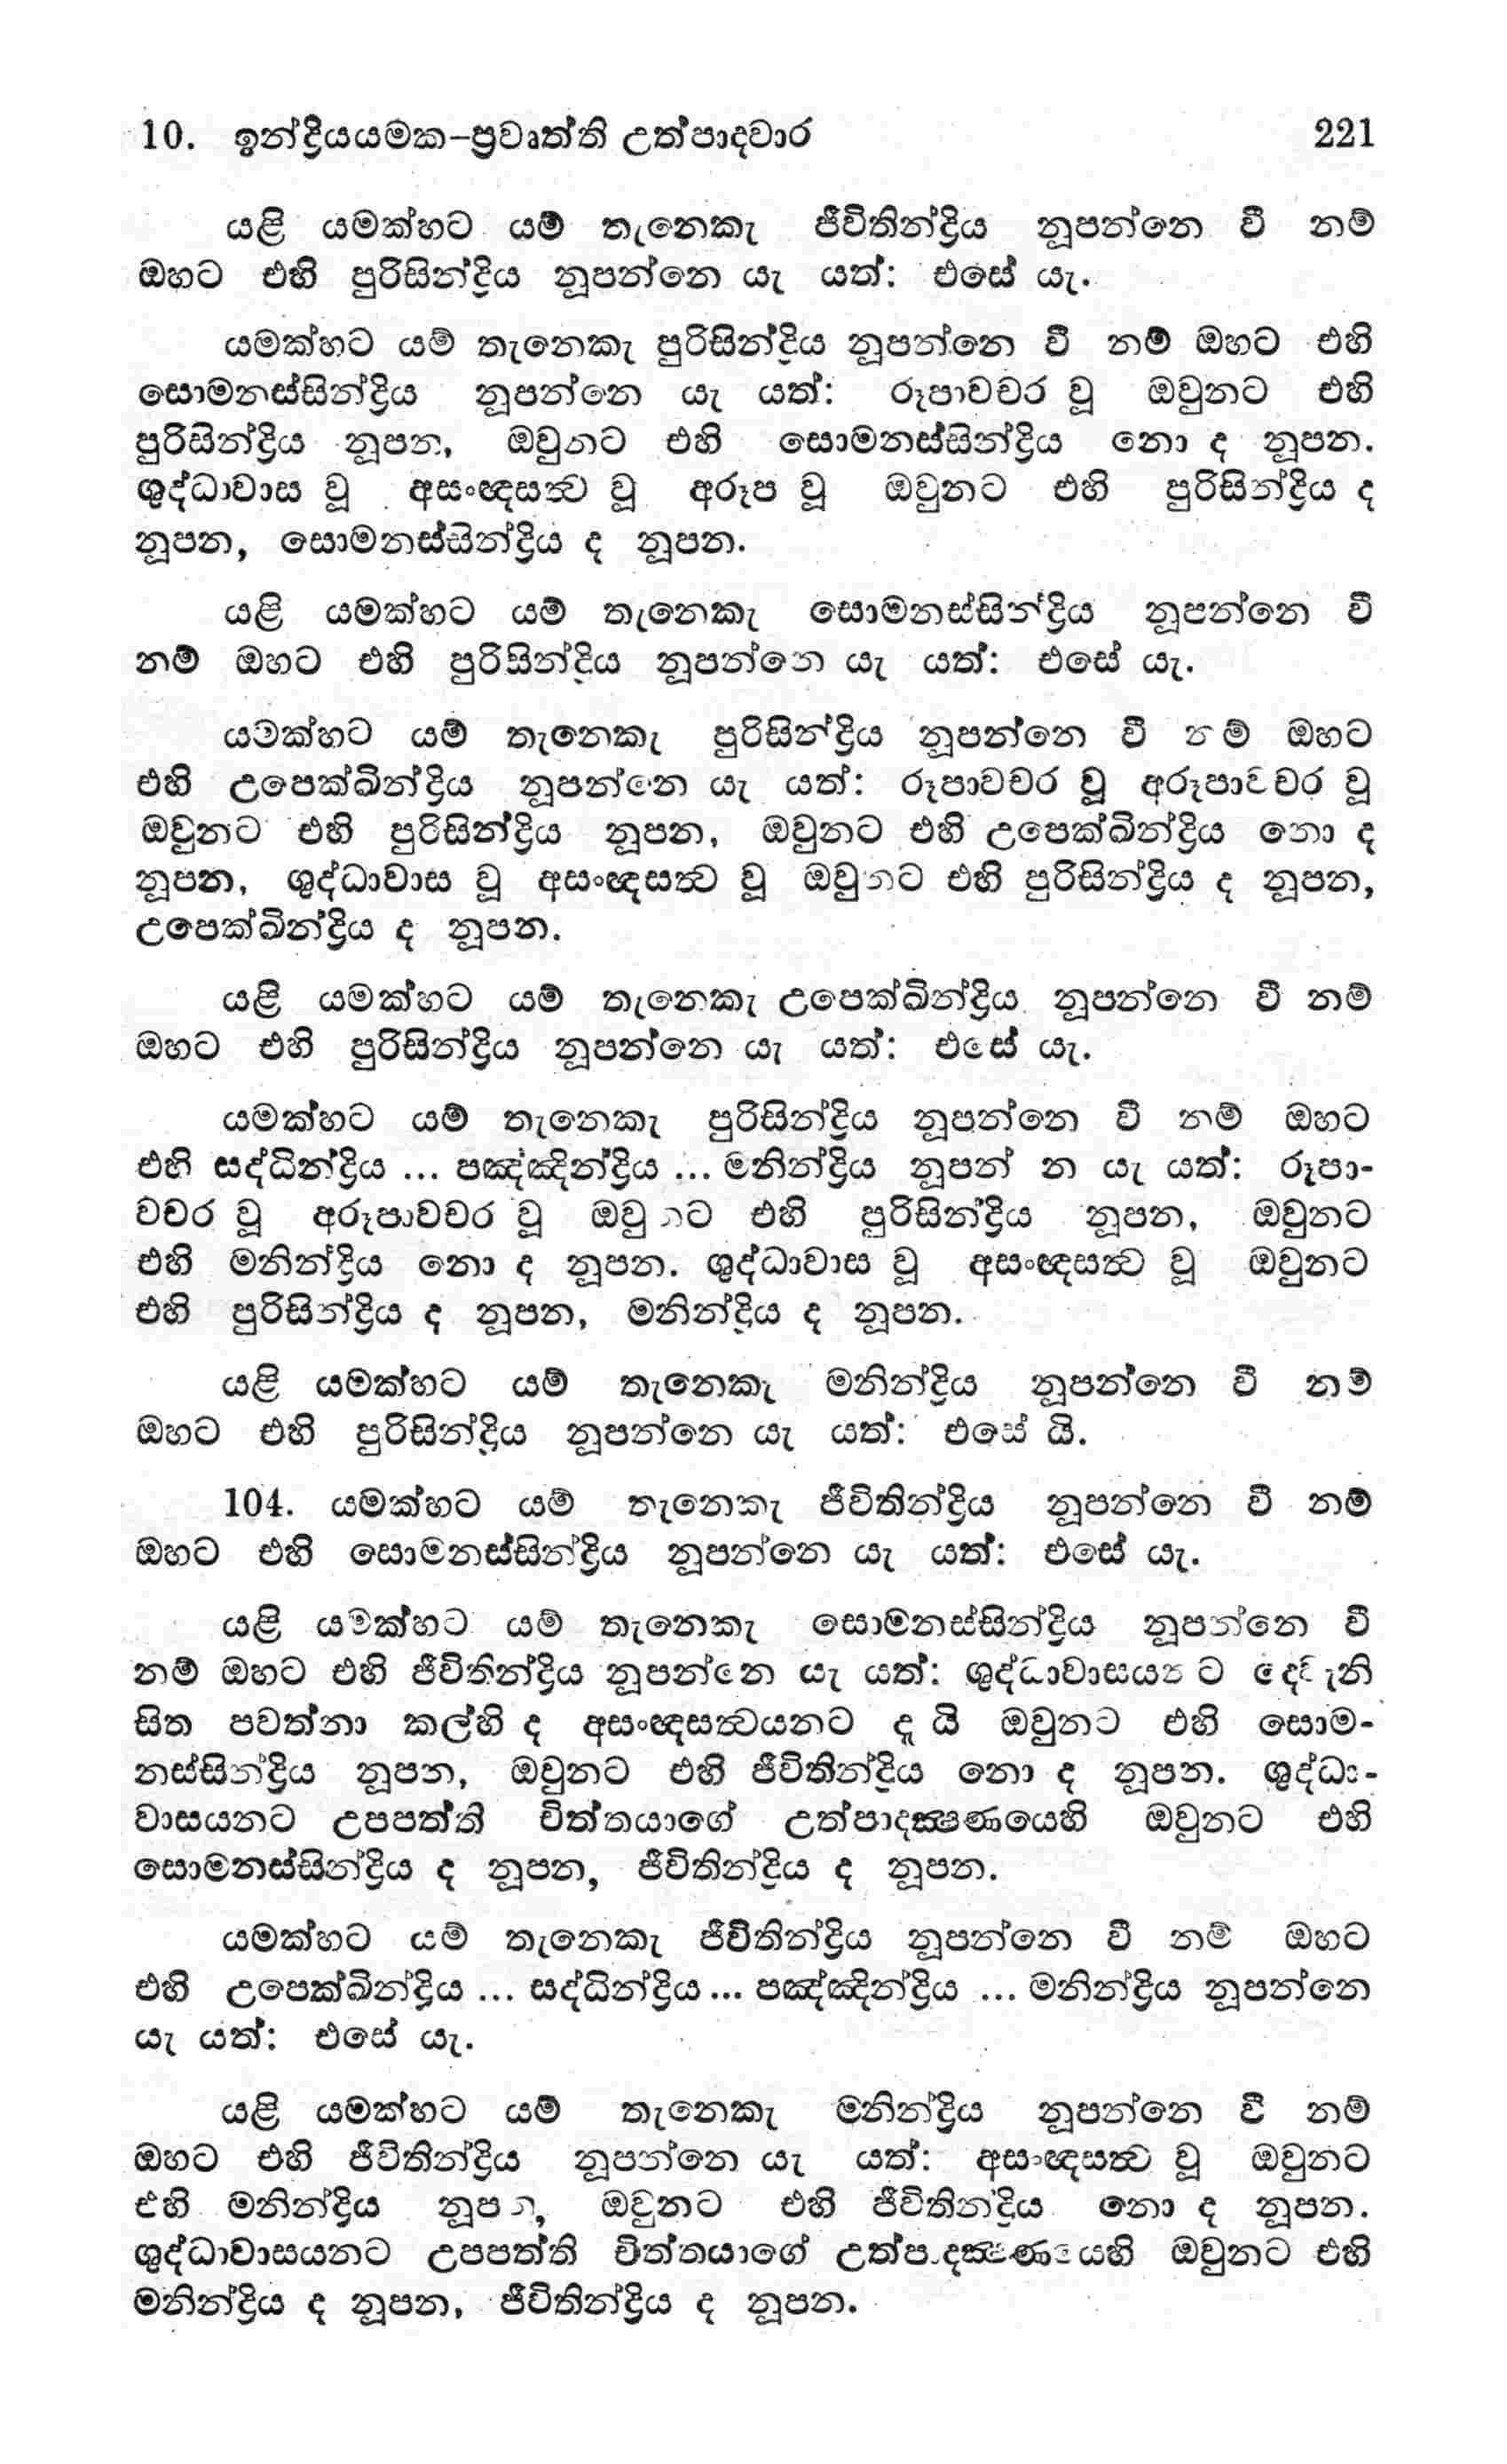 10. ඉන්ද්‍රියයමක-ප්‍රවෘත්ති උත්පාදවාර 221
යළි යමක්හට යම් තැනෙකැ ජීවිතින්ද්‍රිය නූපන්නෙ වී නම්
ඔහට එහි පුරිසින්ද්‍රිය නූපන්නෙ යැ යත්: එසේ යැ.
යමක්හට යම් තැනෙකැ පුරිසින්ද්‍රිය නූපන්නෙ වී නම් ඔහට එහි
සොමනස්සින්ද්‍රිය නූපන්නෙ යැ යත්: රූපාවචර වූ ඔවුනට එහි
පුරිසින්ද්‍රිය නූපන, ඔවුනට එහි සොමනස්සින්ද්‍රිය නො ද නූපන.
ශුද්ධාවාස වූ අසංඥසත්‍ව වූ අරූප වූ ඔවුනට එහි පුරිසින්ද්‍රිය ද
නූපන, සොමනස්සින්ද්‍රිය ද නූපන.
යළි යමක්හට යම් තැනෙකැ සොමනස්සින්ද්‍රිය නූපන්නෙ වී
නම් ඔහට එහි පුරිසින්ද්‍රිය නූපන්නෙ යැ යත්: එසේ යැ.
යමක්හට යම් තැනෙකැ පුරිසින්ද්‍රිය නූපන්නෙ වී නම් ඔහට
එහි උපෙක්ඛින්ද්‍රිය නූපන්නෙ යැ යත්: රූපාවචර වූ අරූපාවචර වූ
ඔවුනට එහි පුරිසින්ද්‍රිය නූපන, ඔවුනට එහි උපෙක්ඛින්ද්‍රිය නො ද
නූපන, ශුද්ධාවාස වූ අසංඥසත්‍ව වූ ඔවුනට එහි පුරිසින්ද්‍රිය ද නූපන,
උපෙක්ඛින්ද්‍රිය ද නූපන.
යළි යමක්හට යම් තැනෙකැ උපෙක්ඛින්ද්‍රිය නූපන්නෙ වී නම්
ඔහට එහි පුරිසින්ද්‍රිය නූපන්නෙ යැ යත්: එසේ යැ.
යමක්හට යම් තැනෙකැ පුරිසින්ද්‍රිය නූපන්නෙ වී නම් ඔහට
එහි සද්ධින්ද්‍රිය ... පඤ්ඤින්ද්‍රිය ... මනින්ද්‍රිය නූපන් න යැ යත්: රූපා-
වචර වූ අරූපාවචර වූ ඔවුනට එහි පුරිසින්ද්‍රිය නූපන, ඔවුනට
එහි මනින්ද්‍රිය නො ද නූපන. ශුද්ධාවාස වූ අසංඥසත්‍ව වූ ඔවුනට
එහි පුරිසින්ද්‍රිය ද නූපන, මනින්ද්‍රිය ද නූපන.
යළි යමක්හට යම් තැනෙකැ මනින්ද්‍රිය නූපන්නෙ වී නම්
ඔහට එහි පුරිසින්ද්‍රිය නූපන්නෙ යැ යත්: එසේ යි.
104. යමක්හට යම් තැනෙකැ ජීවිතින්ද්‍රිය නූපන්නෙ වී නම්
ඔහට එහි සොමනස්සින්ද්‍රිය නූපන්නෙ යැ යත්: එසේ යැ.
යළි යමක්හට යම් තැනෙකැ සොමනස්සින්ද්‍රිය නූපන්නෙ වී
නම් ඔහට එහි ජීවිතින්ද්‍රිය නූපන්නෙ යැ යත්: ශුද්ධාවාසයනට දෙවැනි
සිත පවත්නා කල්හි ද අසංඥසත්‍වයනට දූ යි ඔවුනට එහි සොම-
නස්සින්ද්‍රිය නූපන, ඔවුනට එහි ජීවිතින්ද්‍රිය නො ද නූපන. ශුද්ධා-
වාසයනට උපපත්ති චිත්තයාගේ උත්පාදක්‍ෂණයෙහි ඔවුනට එහි
සොමනස්සින්ද්‍රිය ද නූපන, ජීවිතින්ද්‍රිය ද නූපන.
යමක්හට යම් තැනෙකැ ජීවිතින්ද්‍රිය නූපන්නෙ වී නම් ඔහට
එහි උපෙක්ඛින්ද්‍රිය ... සද්ධින්ද්‍රිය ... පඤ්ඤින්ද්‍රිය ... මනින්ද්‍රිය නූපන්නෙ
යැ යත්: එසේ යැ.
යළි යමක්හට යම් තැනෙකැ මනින්ද්‍රිය නූපන්නෙ වී නම්
ඔහට එහි ජීවිතින්ද්‍රිය නූපන්නෙ යැ යත්: අසංඥසත්‍ව වූ ඔවුනට
එහි මනින්ද්‍රිය නූපන, ඔවුනට එහි ජීවිතින්ද්‍රිය නො ද නූපන.
ශුද්ධාවාසයනට උපපත්ති චිත්තයාගේ උත්පාදක්‍ෂණයෙහි ඔවුනට එහි
මනින්ද්‍රිය ද නූපන, ජීවිතින්ද්‍රිය ද නූපන.